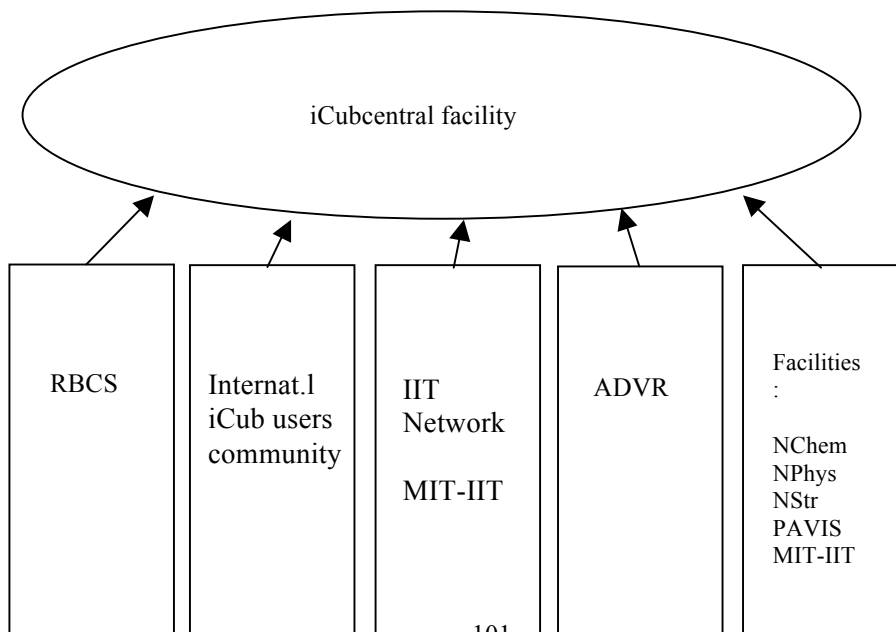 iCubcentral facility
RBCS
Internat.l
iCub users
community
IIT
Network
MIT-IIT
ADVR
Facilities
:
NChem
NPhys
NStr
PAVIS
MIT-IIT
101